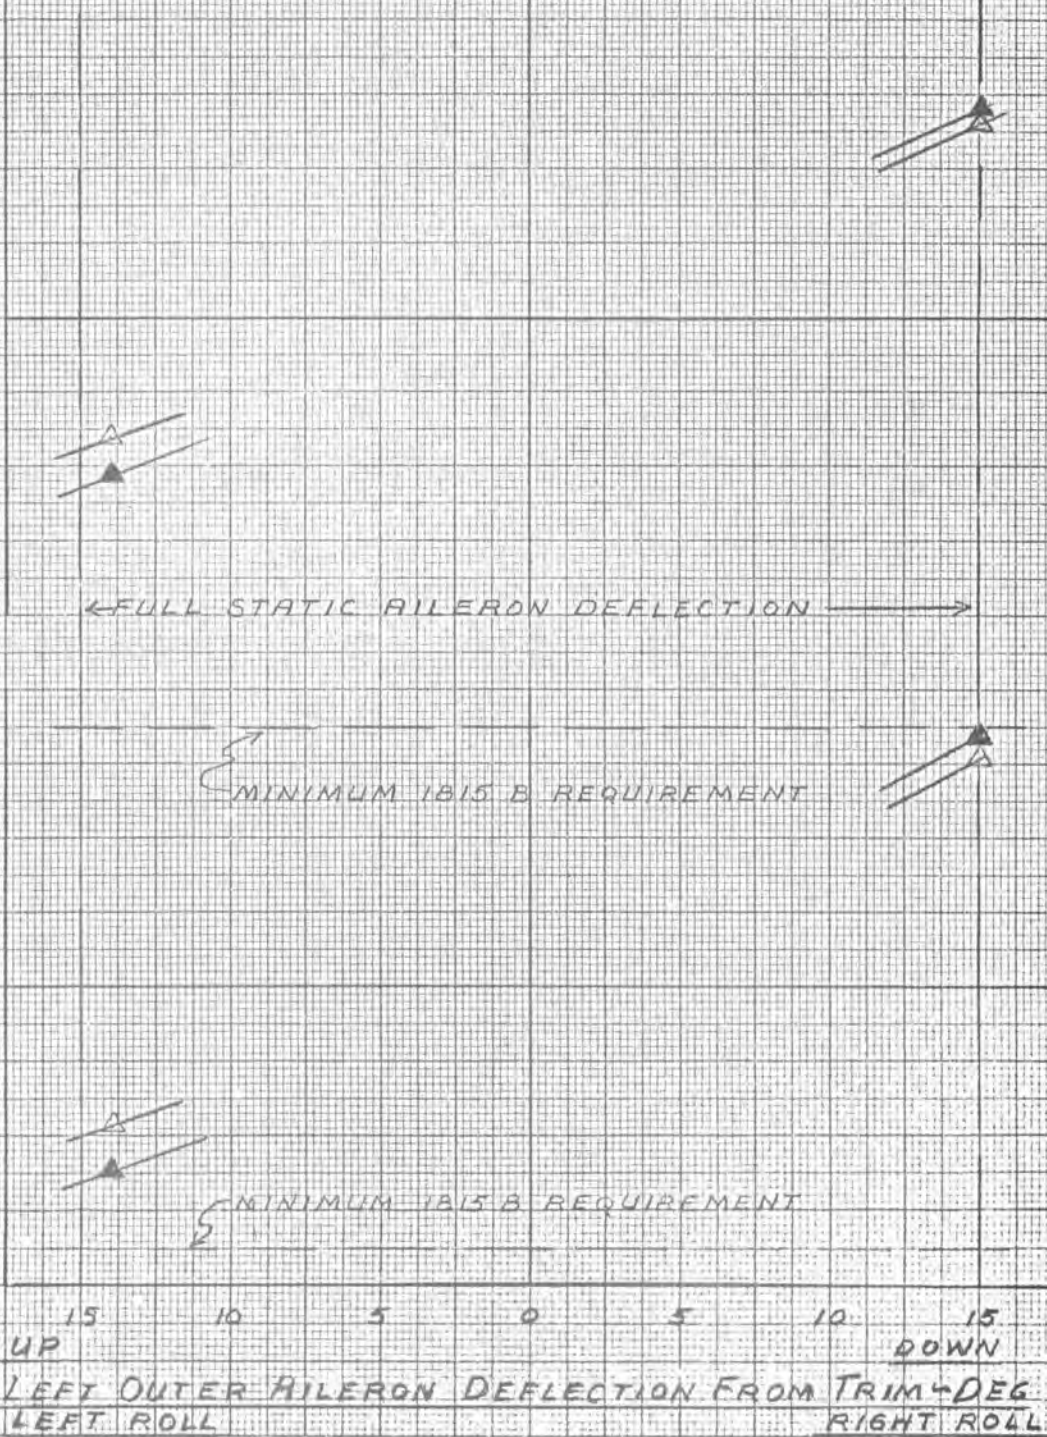 FULL STATIC AILERON DEFLECTION
MINIMUM 1815 B REQUIREMENT
MINIMUM 1815 B REQUIREMENT
15 10 5 0 5 10 15
UP DOWN
LEFT OUTER AILERON DEFLECTION FROM TRIM~DEG
LEFT ROLL RIGHT ROLL